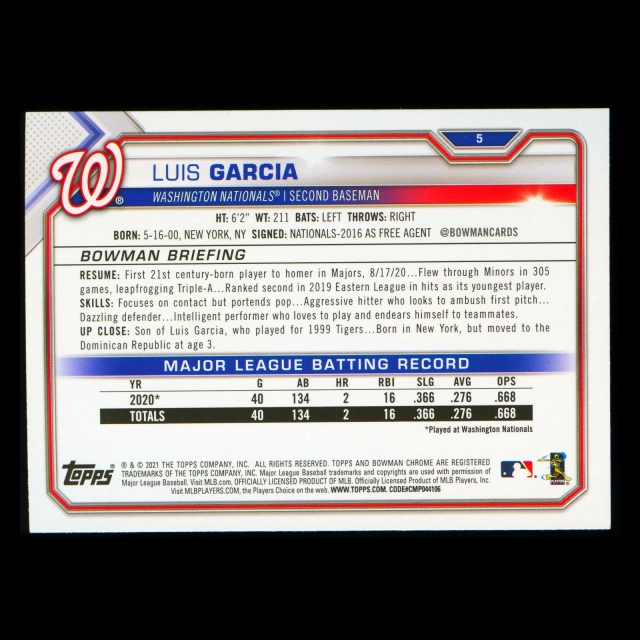 5
W®
LUIS GARCIA
WASHINGTON NATIONALS® | SECOND BASEMAN
HT: 6'2" WT: 211 BATS: LEFT THROWS: RIGHT
BORN: 5-16-00, NEW YORK, NY SIGNED: NATIONALS-2016 AS FREE AGENT @BOWMANCARDS
BOWMAN BRIEFING
RESUME: First 21st century-born player to homer in Majors, 8/17/20...Flew through Minors in 305
games, leapfrogging Triple-A...Ranked second in 2019 Eastern League in hits as its youngest player.
SKILLS: Focuses on contact but portends pop...Aggressive hitter who looks to ambush first pitch...
Dazzling defender...Intelligent performer who loves to play and endears himself to teammates.
UP CLOSE: Son of Luis Garcia, who played for 1999 Tigers...Born in New York, but moved to the
Dominican Republic at age 3.
MAJOR LEAGUE BATTING RECORD
YR G AB HR RBI SLG AVG OPS
2020* 40 134 2 16 .366 .276 .668
TOTALS 40 134 2 16 .366 .276 .668
*Played at Washington Nationals
Topps® ® & © 2021 THE TOPPS COMPANY, INC. ALL RIGHTS RESERVED. TOPPS AND BOWMAN CHROME ARE REGISTERED
TRADEMARKS OF THE TOPPS COMPANY, INC. Major League Baseball trademarks and copyrights are used with permission of
Major League Baseball. Visit MLB.com. OFFICIALLY LICENSED PRODUCT OF MLB. Officially Licensed Product of MLB Players, Inc.
Visit MLBPLAYERS.COM, the Players Choice on the web. WWW.TOPPS.COM. CODE#CMP044106